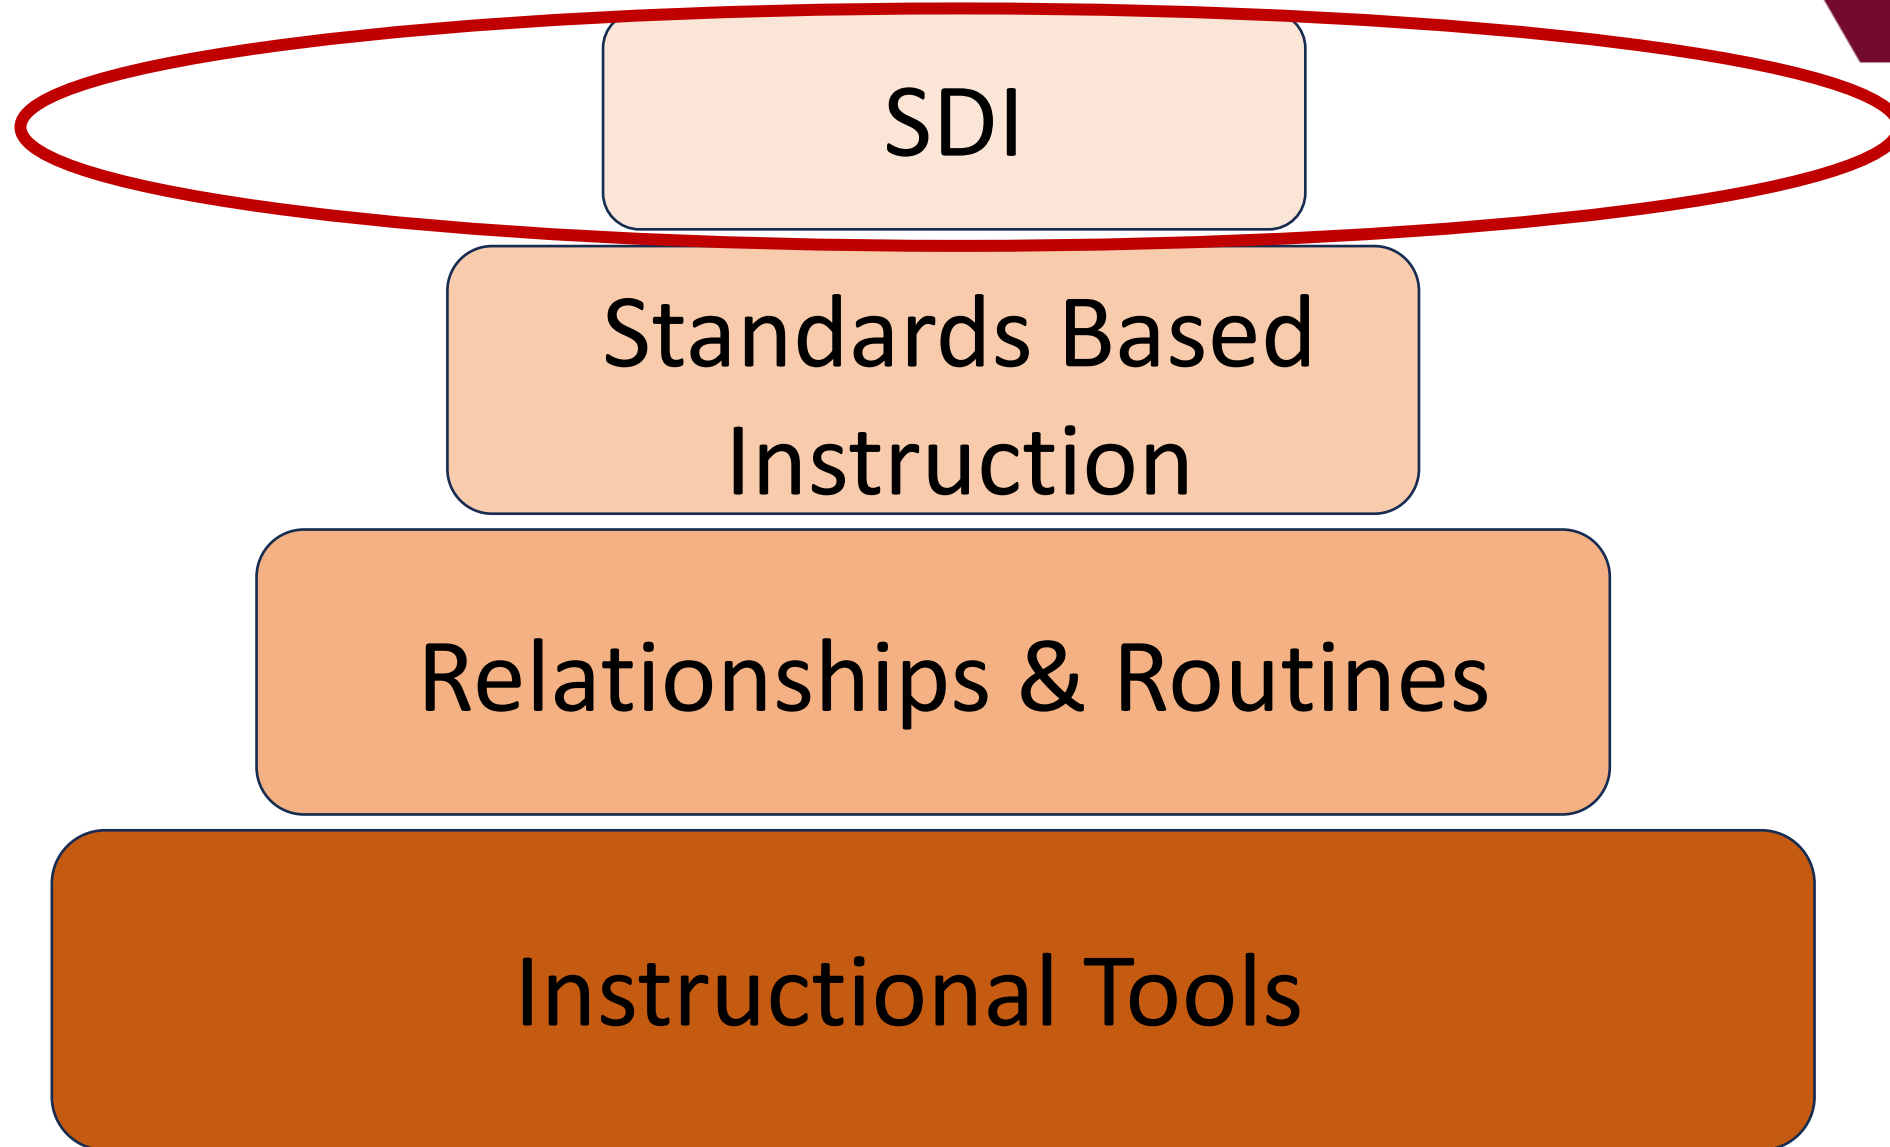 SDI
Standards Based
Instruction
Relationships & Routines
Instructional Tools